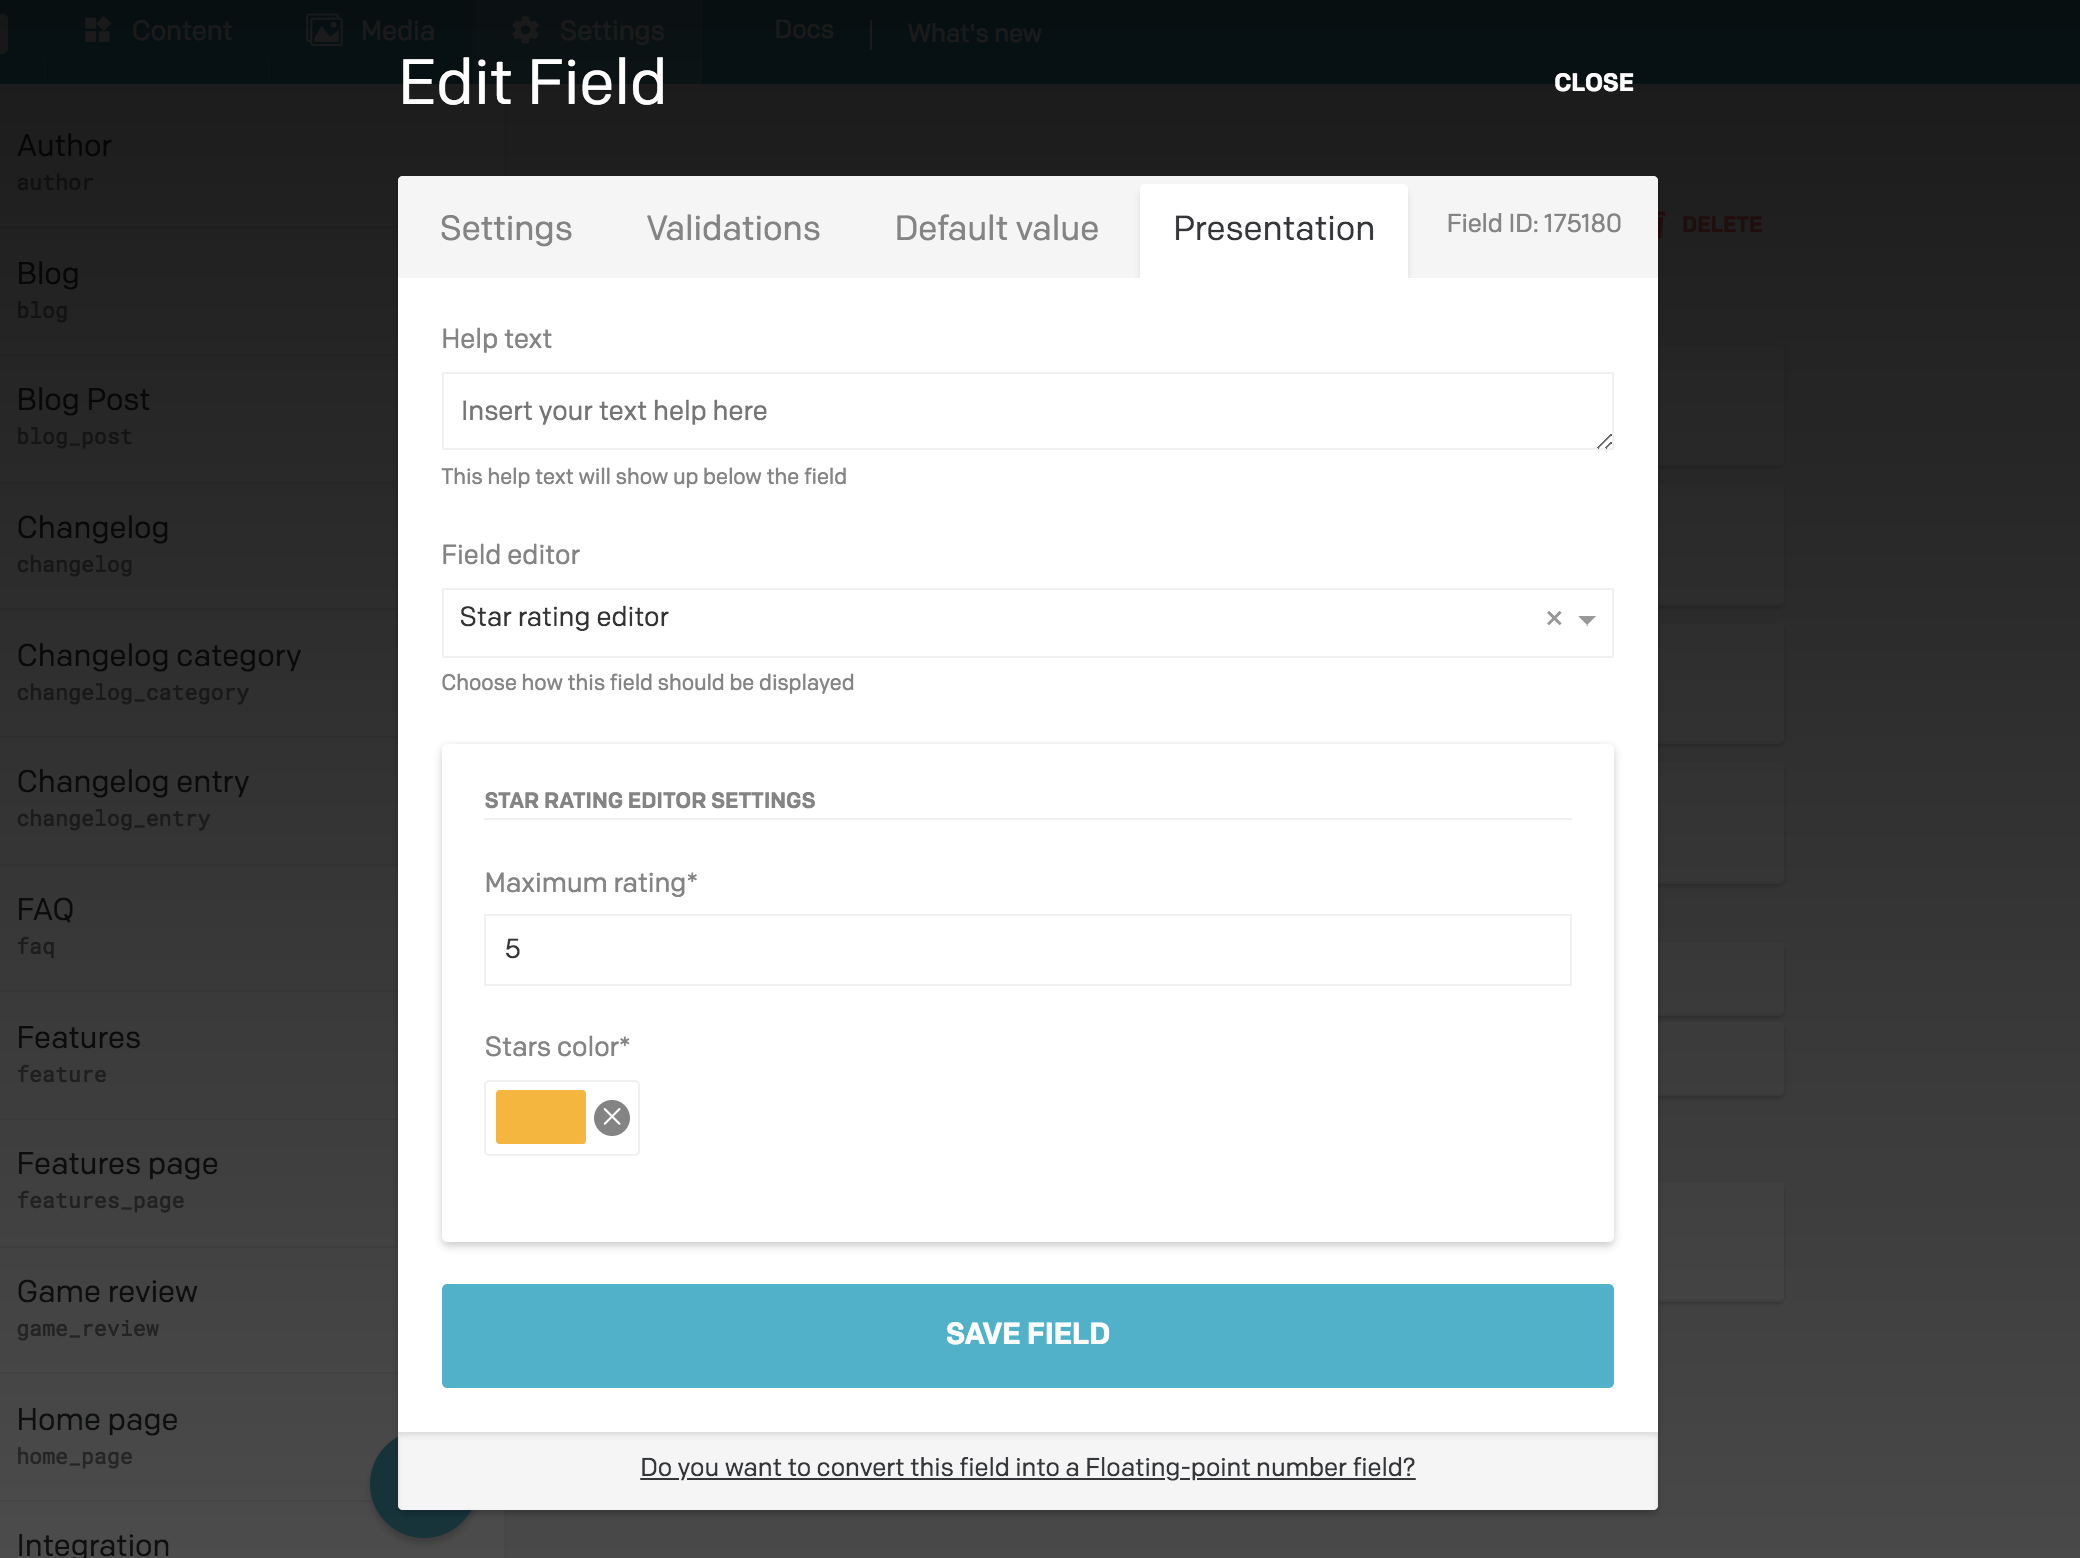 Content
Media
Settings
Docs
What's new
Edit Field
CLOSE
Author
author
Blog
blog
Blog Post
blog_post
Changelog
changelog
Changelog category
changelog_category
Changelog entry
changelog_entry
FAQ
faq
Features
feature
Features page
features_page
Game review
game_review
Home page
home_page
Integration
Settings
Validations
Default value
Presentation
Field ID: 175180
DELETE
Help text
Insert your text help here
This help text will show up below the field
Field editor
Star rating editor
Choose how this field should be displayed
STAR RATING EDITOR SETTINGS
Maximum rating*
5
Stars color*
SAVE FIELD
Do you want to convert this field into a Floating-point number field?